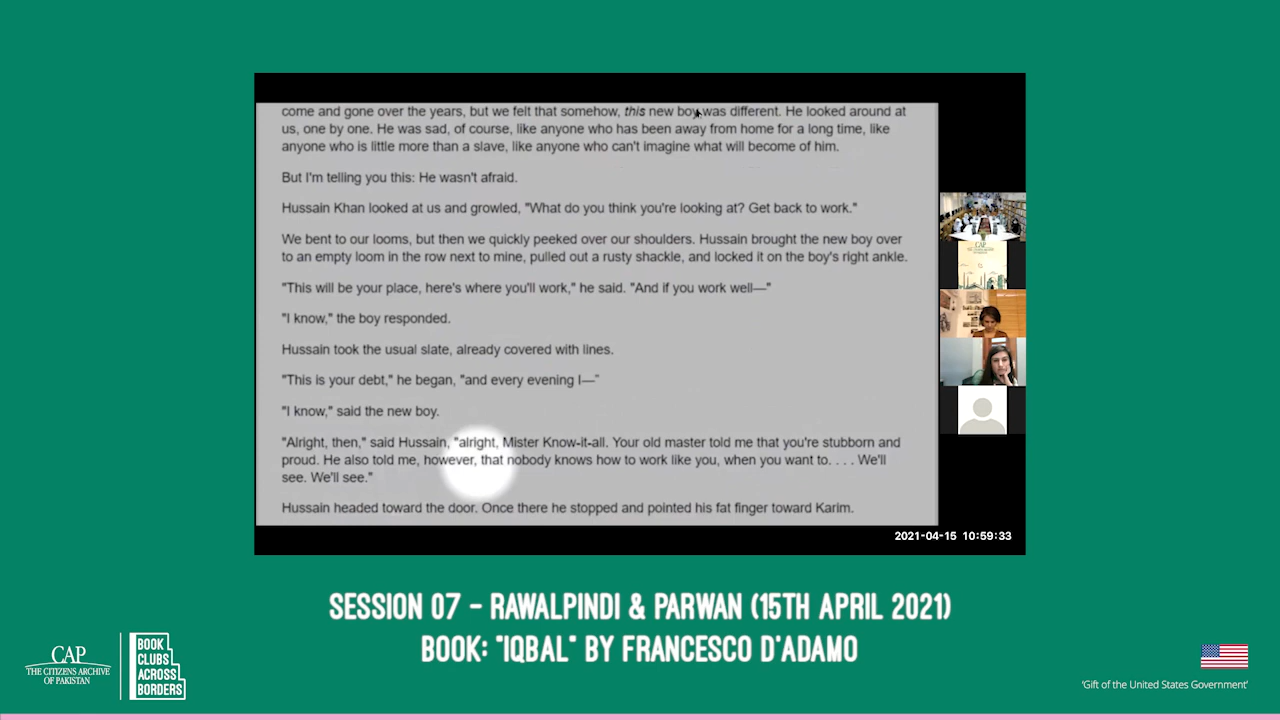 come and gone over the years, but we felt that somehow, this new boy was different. He looked around at
us, one by one. He was sad, of course, like anyone who has been away from home for a long time, like
anyone who is little more than a slave, like anyone who can't imagine what will become of him.
But I'm telling you this: He wasn't afraid.
Hussain Khan looked at us and growled, "What do you think you're looking at? Get back to work."
We bent to our looms, but then we quickly peeked over our shoulders. Hussain brought the new boy over
to an empty loom in the row next to mine, pulled out a rusty shackle, and locked it on the boy's right ankle.
"This will be your place, here's where you'll work," he said. "And if you work well—"
"I know," the boy responded.
Hussain took the usual slate, already covered with lines.
"This is your debt," he began, "and every evening I—"
"I know," said the new boy.
"Alright, then," said Hussain, "alright, Mister Know-it-all. Your old master told me that you're stubborn and
proud. He also told me, however, that nobody knows how to work like you, when you want to. . . . We'll
see. We'll see."
Hussain headed toward the door. Once there he stopped and pointed his fat finger toward Karim.
CAP
2021-04-15 10:59:33
SESSION 07 - RAWALPINDI & PARWAN (15TH APRIL 2021)
BOOK: "IQBAL" BY FRANCESCO D'ADAMO
CAP
THE CITIZENS ARCHIVE
OF PAKISTAN
BOOK
CLUBS
ACROSS
BORDERS
'Gift of the United States Government'